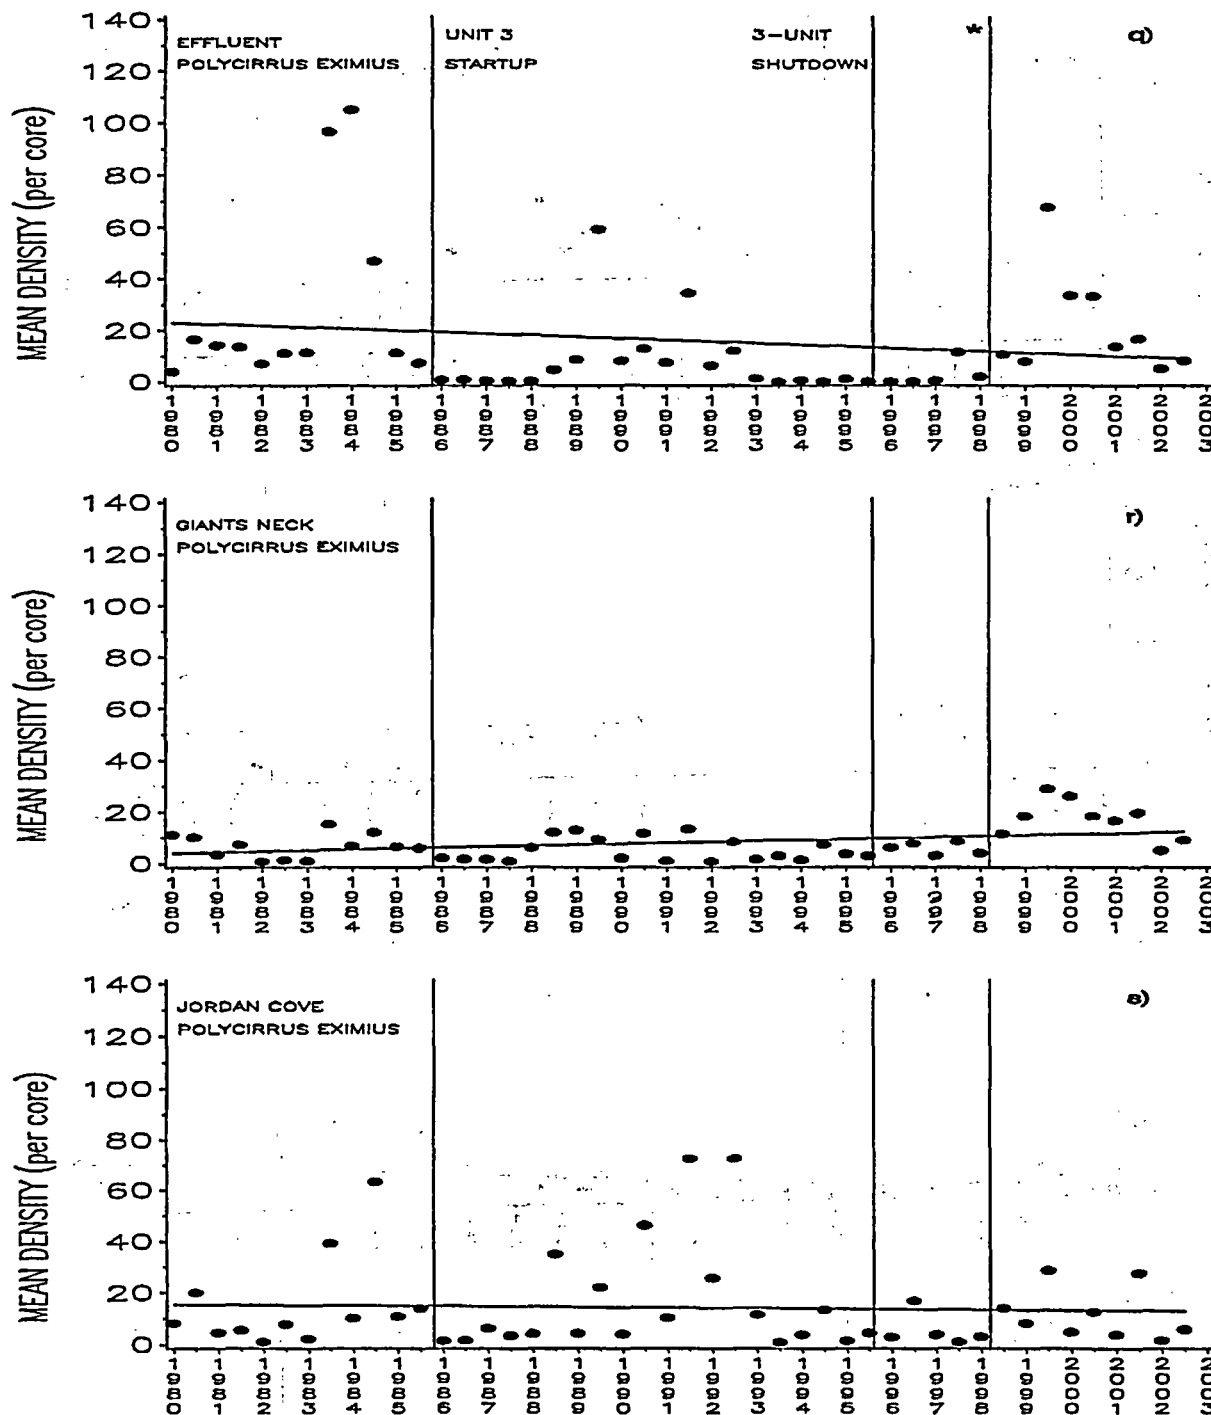 140
120
100
80
60
40
20
0
MEAN DENSITY (per core)
EFFLUENT
POLYCIRRUS EXIMIUS
UNIT 3
STARTUP
3-UNIT
SHUTDOWN
*
q)
1980 1981 1982 1983 1984 1985 1986 1987 1988 1989 1990 1991 1992 1993 1994 1995 1996 1997 1998 1999 2000 2001 2002 2003
140
120
100
80
60
40
20
0
MEAN DENSITY (per core)
GIANTS NECK
POLYCIRRUS EXIMIUS
r)
1980 1981 1982 1983 1984 1985 1986 1987 1988 1989 1990 1991 1992 1993 1994 1995 1996 1997 1998 1999 2000 2001 2002 2003
140
120
100
80
60
40
20
0
MEAN DENSITY (per core)
JORDAN COVE
POLYCIRRUS EXIMIUS
s)
1980 1981 1982 1983 1984 1985 1986 1987 1988 1989 1990 1991 1992 1993 1994 1995 1996 1997 1998 1999 2000 2001 2002 2003